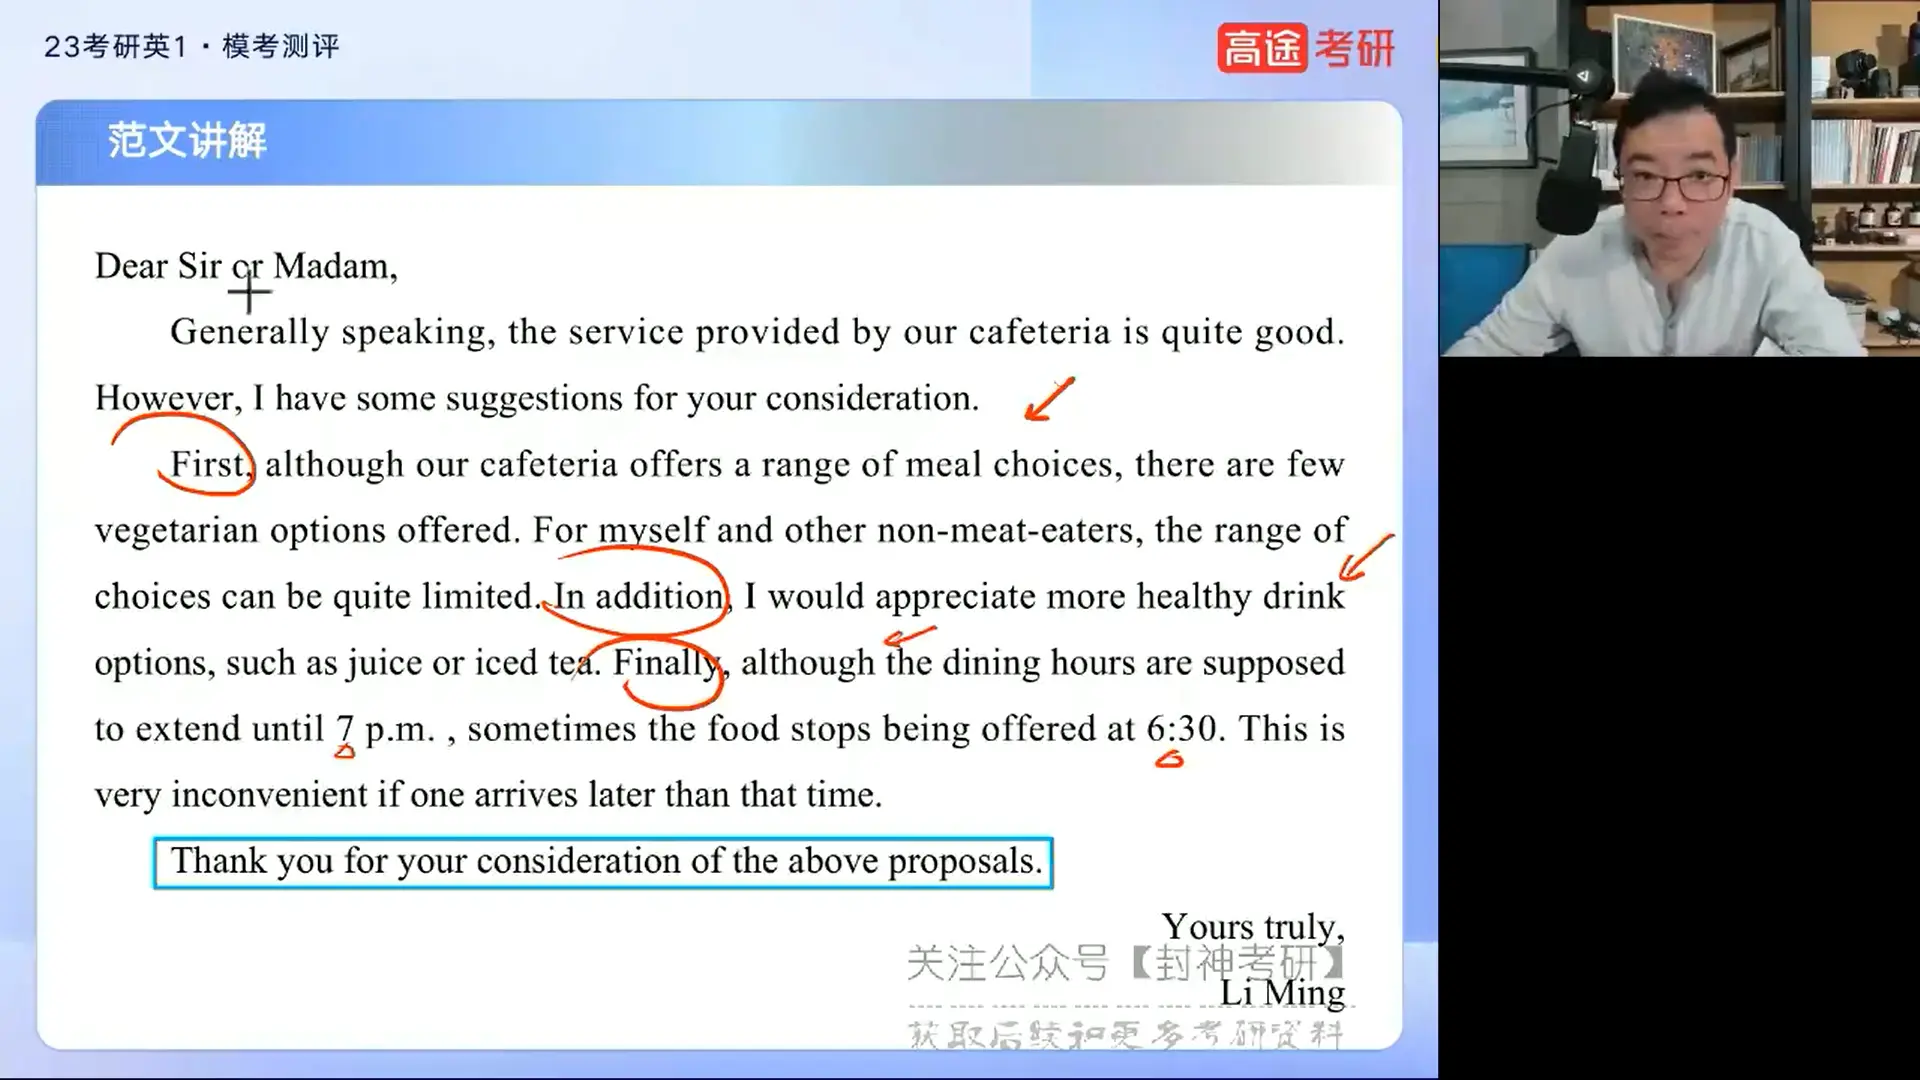 23考研英1·模考测评
高途考研
范文讲解
Dear Sir or Madam,
Generally speaking, the service provided by our cafeteria is quite good.
However, I have some suggestions for your consideration.
First, although our cafeteria offers a range of meal choices, there are few
vegetarian options offered. For myself and other non-meat-eaters, the range of
choices can be quite limited. In addition, I would appreciate more healthy drink
options, such as juice or iced tea. Finally, although the dining hours are supposed
to extend until 7 p.m. , sometimes the food stops being offered at 6:30. This is
very inconvenient if one arrives later than that time.
Thank you for your consideration of the above proposals.
Yours truly,
关注公众号【封神考研】
Li Ming
获取后续和更多考研资料